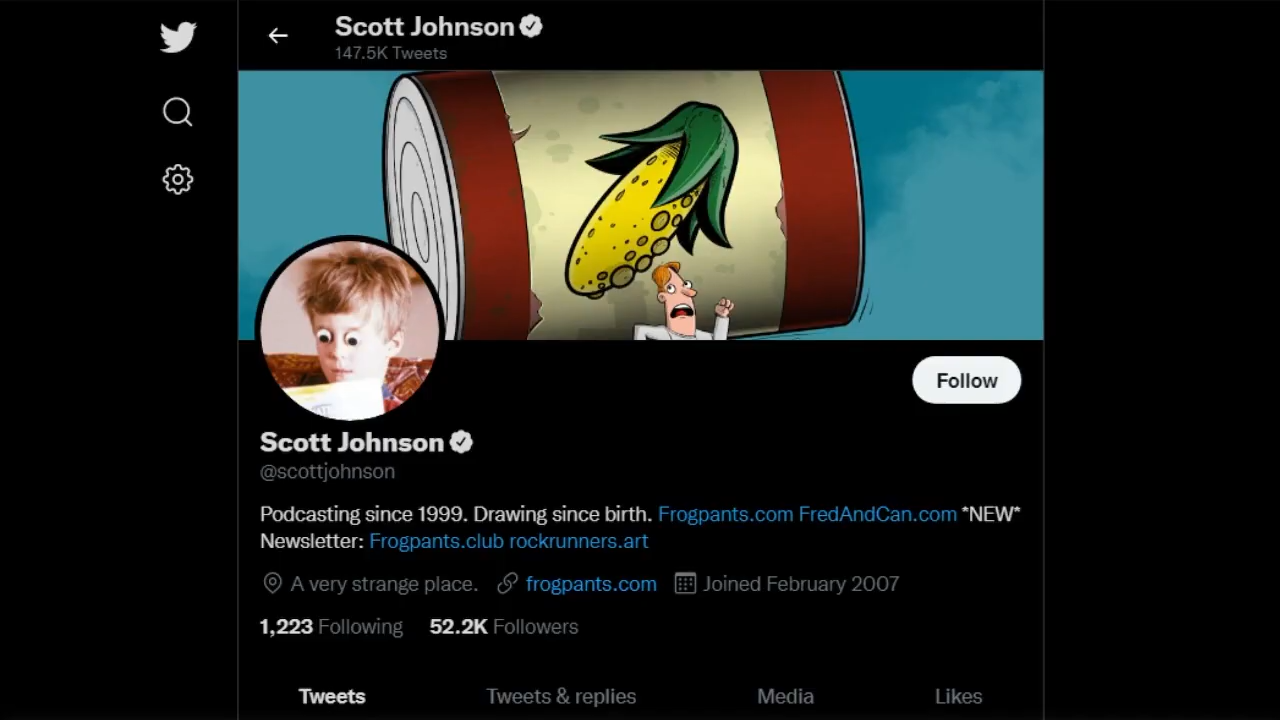 Scott Johnson
147.5K Tweets
Follow
Scott Johnson
@scottjohnson
Podcasting since 1999. Drawing since birth. Frogpants.com FredAndCan.com *NEW*
Newsletter: Frogpants.club rockrunners.art
A very strange place. frogpants.com Joined February 2007
1,223 Following 52.2K Followers
Tweets Tweets & replies Media Likes